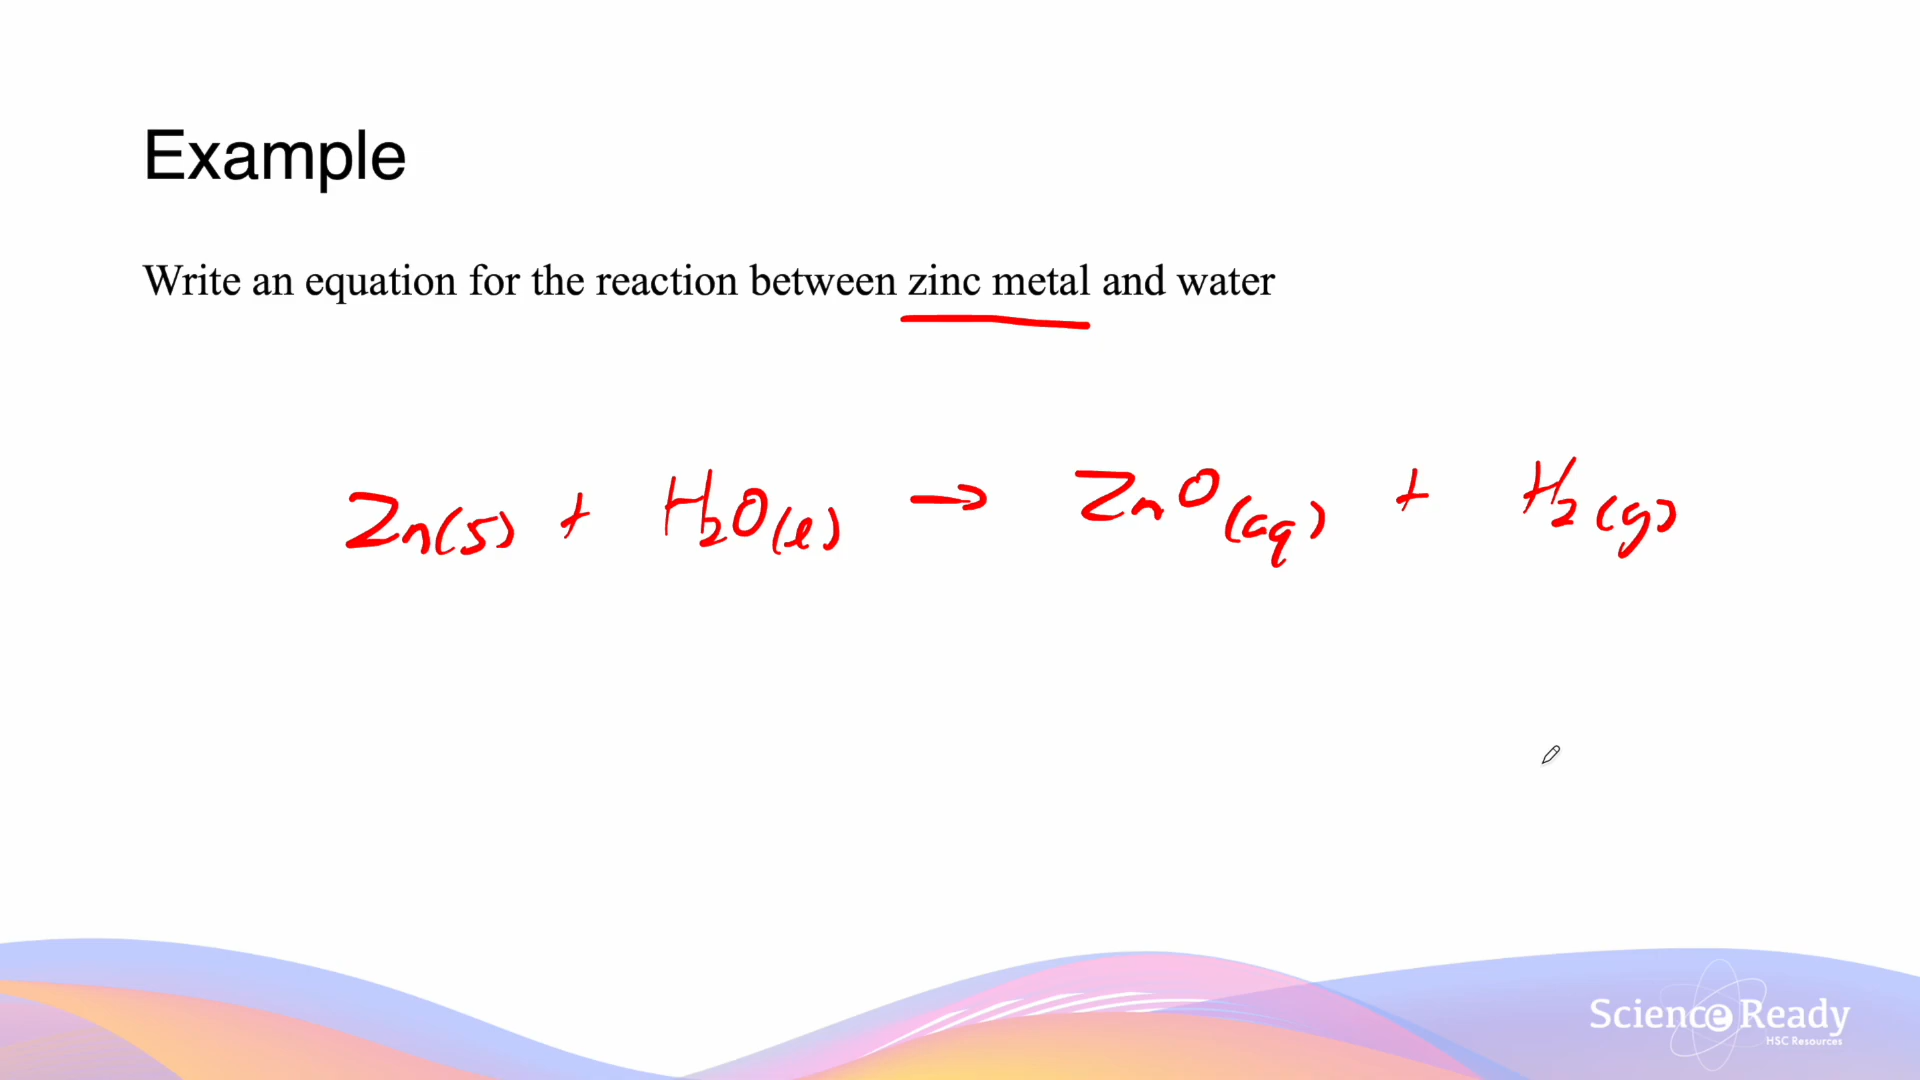 Example
Write an equation for the reaction between zinc metal and water
Zn(s) + H₂O(l) → ZnO(aq) + H₂(g)
Science Ready
HSC Resources